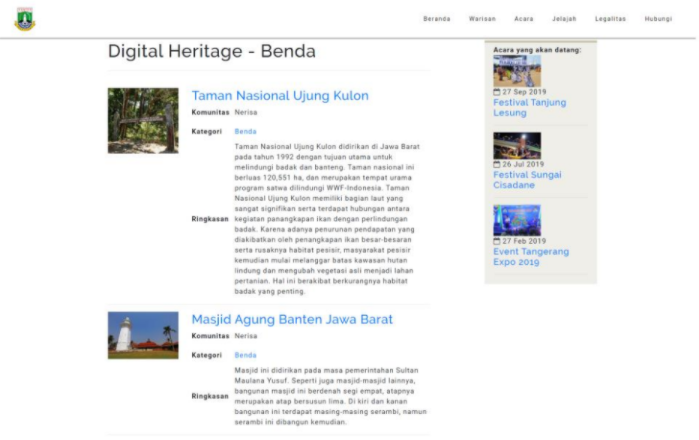 Beranda Warisan Acara Jelajah Legalitas Hubungi
Digital Heritage - Benda
Taman Nasional Ujung Kulon
Komunitas Nerisa
Kategori Benda
Taman Nasional Ujung Kulon didirikan di Jawa Barat
pada tahun 1992 dengan tujuan utama untuk
melindungi badak dan banteng. Taman nasional ini
berluas 120,551 ha, dan merupakan tempat urama
program satwa dilindungi WWF-Indonesia. Taman
Nasional Ujung Kulon memiliki bagian laut yang
sangat signifikan serta terdapat hubungan antara
Ringkasan kegiatan panangkapan ikan dengan perlindungan
badak. Karena adanya penurunan pendapatan yang
diakibatkan oleh penangkapan ikan besar-besaran
serta rusaknya habitat pesisir, masyarakat pesisir
kemudian mulai melanggar batas kawasan hutan
lindung dan mengubah vegetasi asli menjadi lahan
pertanian. Hal ini berakibat berkurangnya habitat
badak yang penting.
Masjid Agung Banten Jawa Barat
Komunitas Nerisa
Kategori Benda
Masjid ini didirikan pada masa pemerintahan Sultan
Maulana Yusuf. Seperti juga masjid-masjid lainnya,
bangunan masjid ini berdenah segi empat, atapnya
Ringkasan merupakan atap bersusun lima. Di kiri dan kanan
bangunan ini terdapat masing-masing serambi, namun
serambi ini dibangun kemudian.
Acara yang akan datang:
27 Sep 2019
Festival Tanjung
Lesung
26 Jul 2019
Festival Sungai
Cisadane
27 Feb 2019
Event Tangerang
Expo 2019